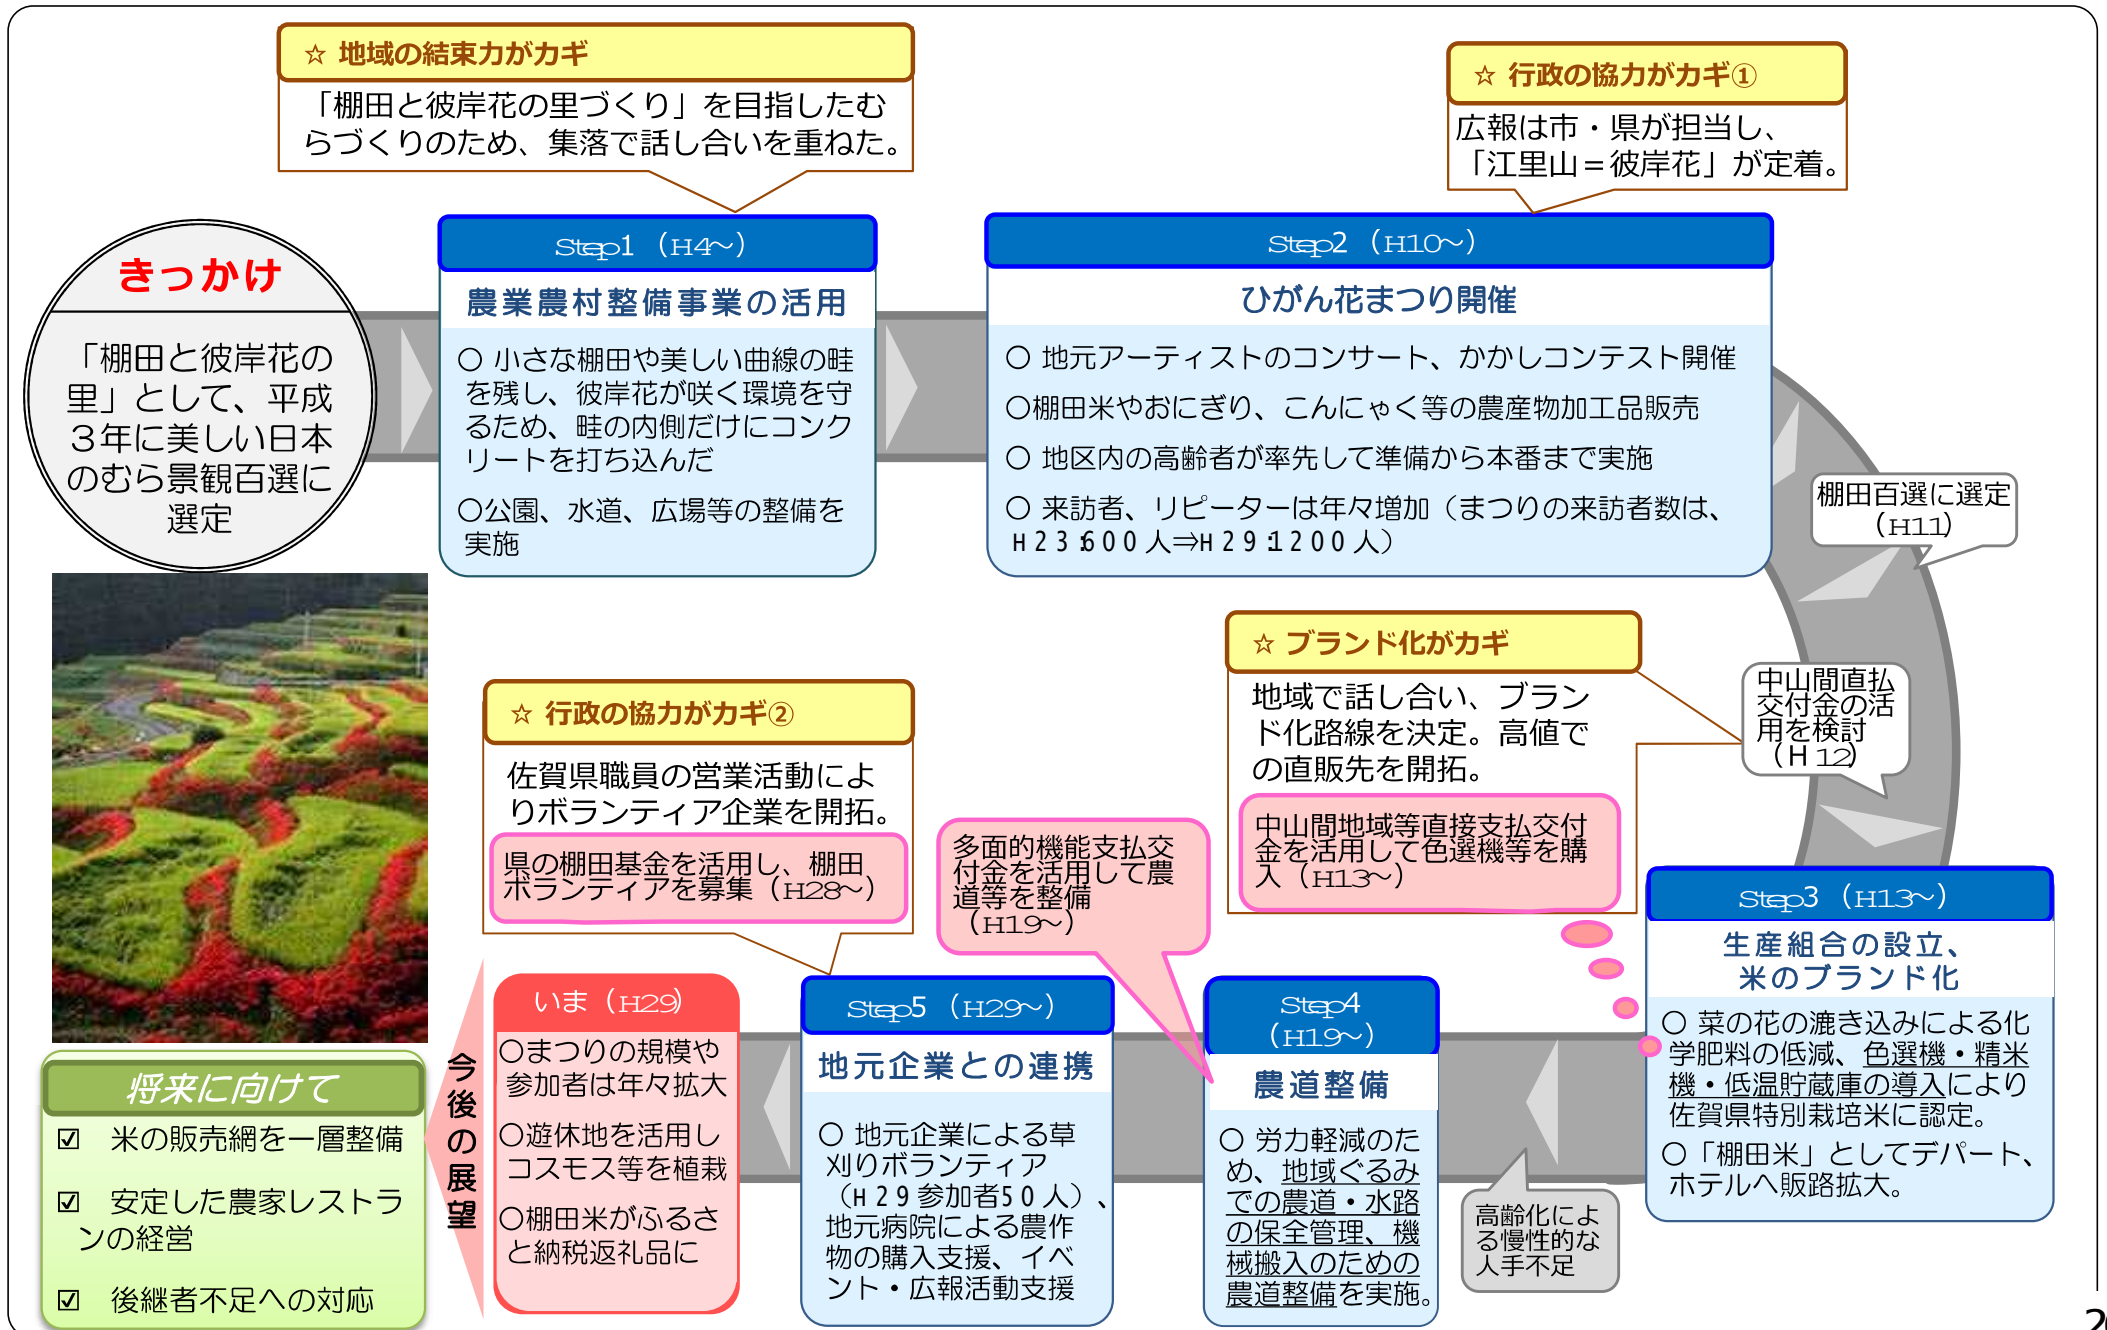 ☆ 地域の結束力がカギ
「棚田と彼岸花の里づくり」を目指したむ
らづくりのため、集落で話し合いを重ねた。
☆ 行政の協力がカギ①
広報は市・県が担当し、
「江里山＝彼岸花」が定着。
きっかけ
「棚田と彼岸花の
里」として、平成
３年に美しい日本
のむら景観百選に
選定
Step1（H4～）
農業農村整備事業の活用
〇 小さな棚田や美しい曲線の畦
を残し、彼岸花が咲く環境を守
るため、畦の内側だけにコンク
リートを打ち込んだ
〇公園、水道、広場等の整備を
実施
Step2（H10～）
ひがん花まつり開催
〇 地元アーティストのコンサート、かかしコンテスト開催
〇棚田米やおにぎり、こんにゃく等の農産物加工品販売
〇 地区内の高齢者が率先して準備から本番まで実施
〇 来訪者、リピーターは年々増加（まつりの来訪者数は、
H23:600人⇒H29:1200人）
棚田百選に選定
（H11）
中山間直払
交付金の活
用を検討
（H12）
☆ ブランド化がカギ
地域で話し合い、ブラン
ド化路線を決定。高値で
の直販先を開拓。
中山間地域等直接支払交付
金を活用して色選機等を購
入（H13～）
Step3（H13～）
生産組合の設立、
米のブランド化
〇 菜の花の漉き込みによる化
学肥料の低減、色選機・精米
機・低温貯蔵庫の導入により
佐賀県特別栽培米に認定。
〇「棚田米」としてデパート、
ホテルへ販路拡大。
高齢化によ
る慢性的な
人手不足
多面的機能支払交
付金を活用して農
道等を整備
（H19～）
Step4
（H19～）
農道整備
〇 労力軽減のた
め、地域ぐるみ
での農道・水路
の保全管理、機
械搬入のための
農道整備を実施。
☆ 行政の協力がカギ②
佐賀県職員の営業活動によ
りボランティア企業を開拓。
県の棚田基金を活用し、棚田
ボランティアを募集（H28～）
Step5（H29～）
地元企業との連携
〇 地元企業による草
刈りボランティア
（H29参加者50人）、
地元病院による農作
物の購入支援、イベ
ント・広報活動支援
いま（H29）
〇まつりの規模や
参加者は年々拡大
〇遊休地を活用し
コスモス等を植栽
〇棚田米がふるさ
と納税返礼品に
今後の展望
将来に向けて
☑ 米の販売網を一層整備
☑ 安定した農家レストラ
ンの経営
☑ 後継者不足への対応